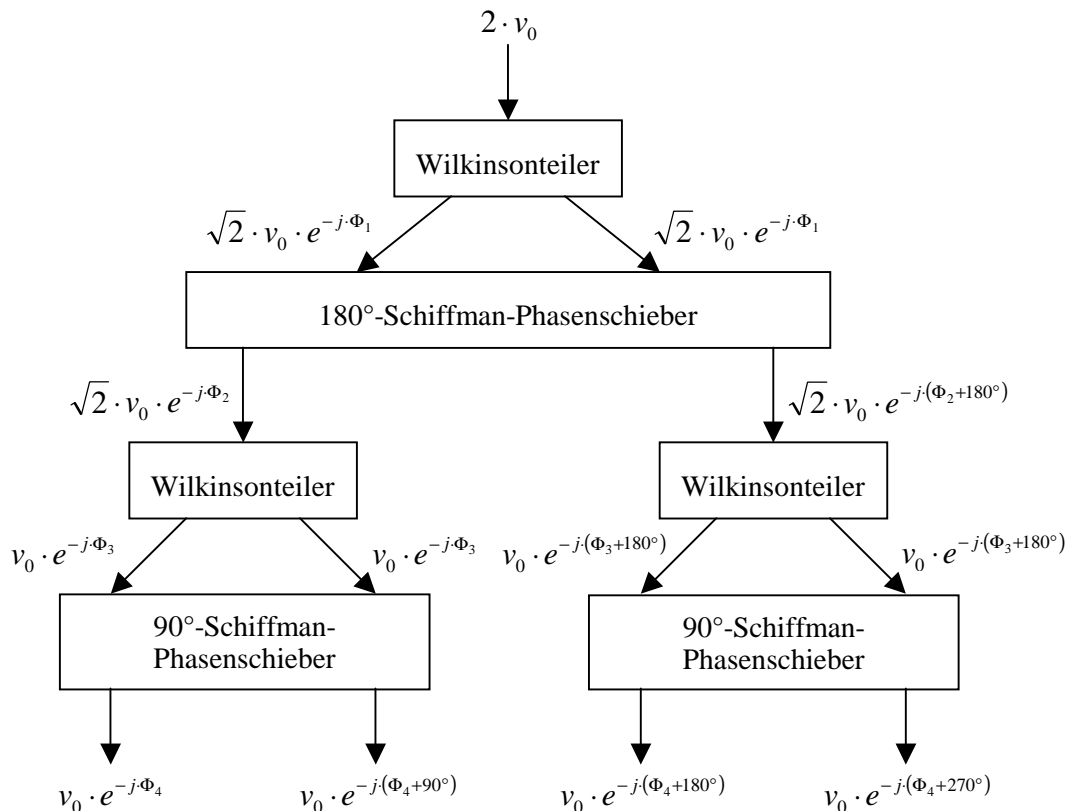 2 · v₀
Wilkinsonteiler
√2 · v₀ · e^{-j·Φ₁} √2 · v₀ · e^{-j·Φ₁}
180°-Schiffman-Phasenschieber
√2 · v₀ · e^{-j·Φ₂} √2 · v₀ · e^{-j·(Φ₂+180°)}
Wilkinsonteiler Wilkinsonteiler
v₀ · e^{-j·Φ₃} v₀ · e^{-j·Φ₃} v₀ · e^{-j·(Φ₃+180°)} v₀ · e^{-j·(Φ₃+180°)}
90°-Schiffman-
Phasenschieber
90°-Schiffman-
Phasenschieber
v₀ · e^{-j·Φ₄} v₀ · e^{-j·(Φ₄+90°)} v₀ · e^{-j·(Φ₄+180°)} v₀ · e^{-j·(Φ₄+270°)}